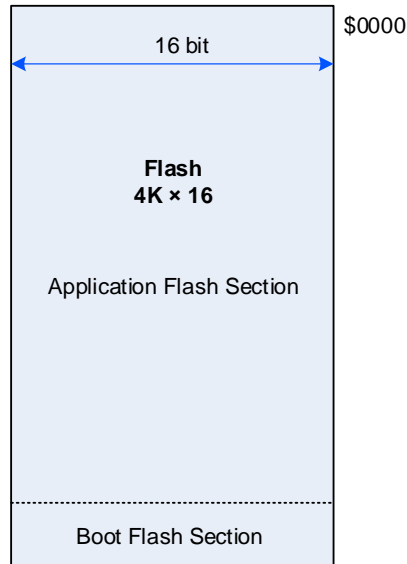 $0000
16 bit
Flash
4K × 16
Application Flash Section
Boot Flash Section